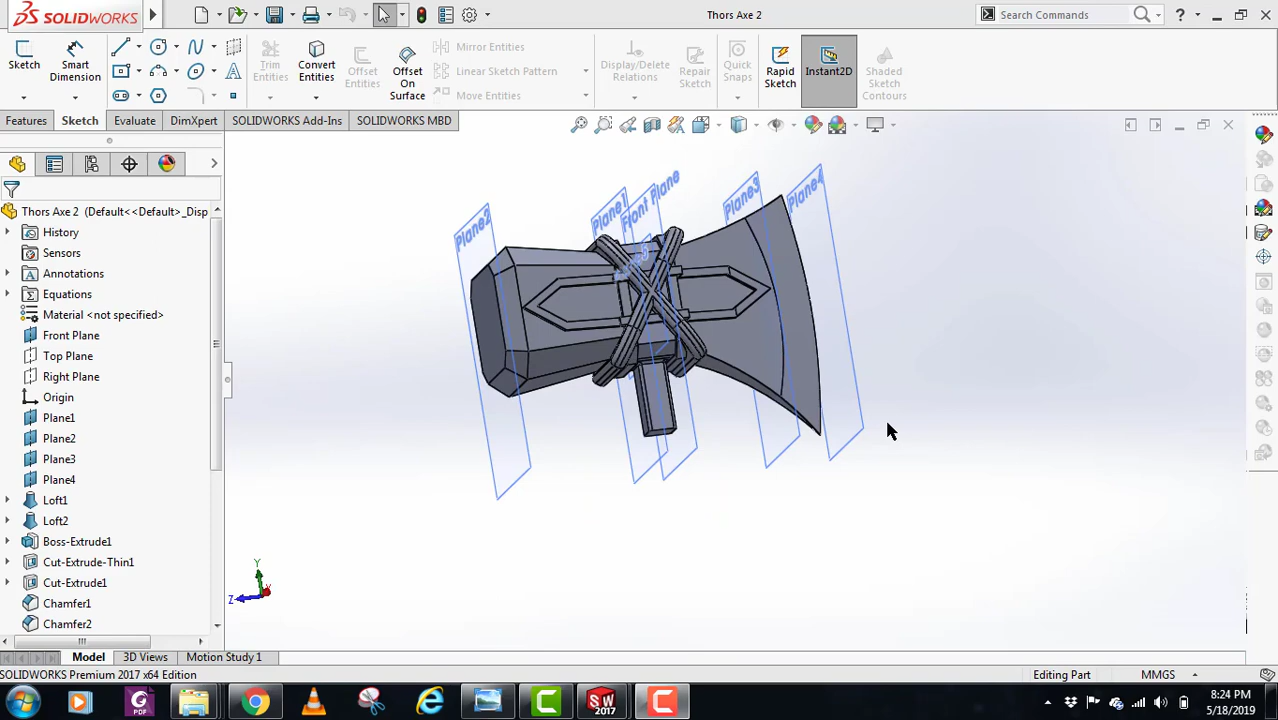 SOLIDWORKS
Thors Axe 2
Search Commands
?
Sketch
Smart Dimension
Trim Entities
Convert Entities
Offset Entities
Offset On Surface
Mirror Entities
Linear Sketch Pattern
Move Entities
Display/Delete Relations
Repair Sketch
Quick Snaps
Rapid Sketch
Instant2D
Shaded Sketch Contours
Features
Sketch
Evaluate
DimXpert
SOLIDWORKS Add-Ins
SOLIDWORKS MBD
Thors Axe 2 (Default<<Default>_Disp
History
Sensors
Annotations
Equations
Material <not specified>
Front Plane
Top Plane
Right Plane
Origin
Plane1
Plane2
Plane3
Plane4
Loft1
Loft2
Boss-Extrude1
Cut-Extrude-Thin1
Cut-Extrude1
Chamfer1
Chamfer2
Plane2
Plane1
Front Plane
Plane3
Plane4
Y
Z
Model
3D Views
Motion Study 1
SOLIDWORKS Premium 2017 x64 Edition
Editing Part
MMGS
PDF
SW
2017
8:24 PM
5/18/2019